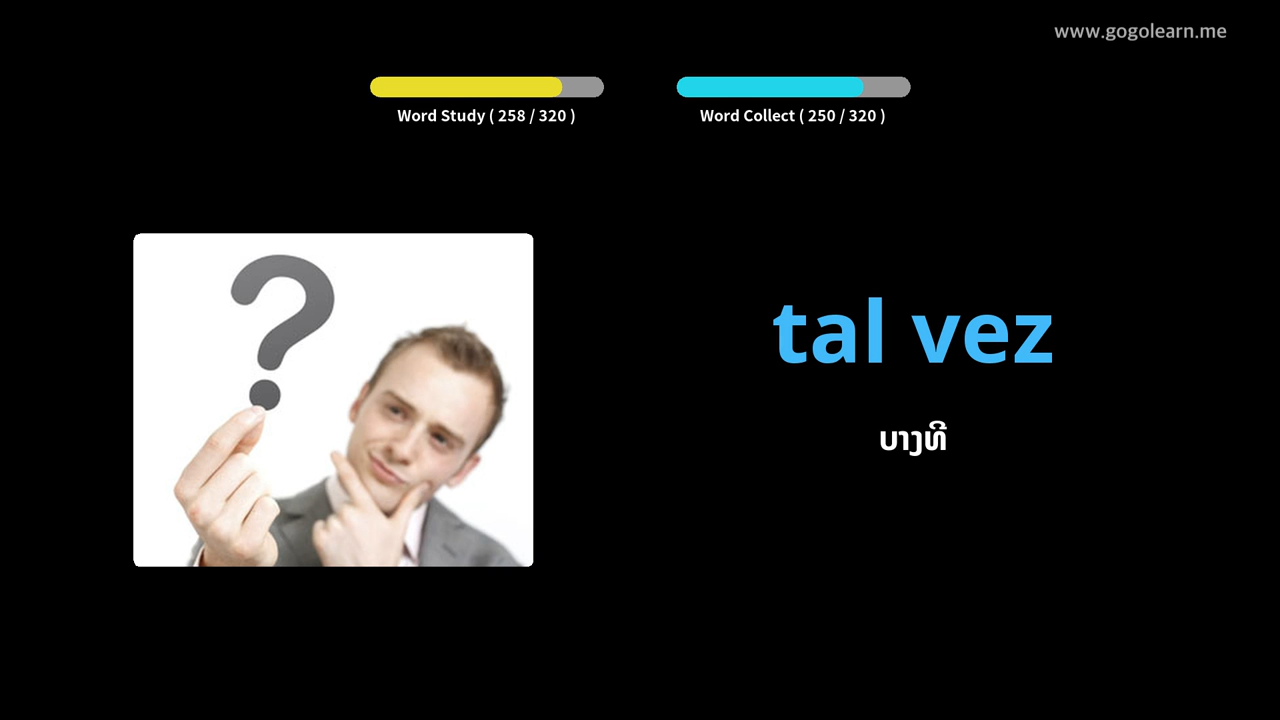 www.gogolearn.me
Word Study ( 258 / 320 )
Word Collect ( 250 / 320 )
?
tal vez
ບາງທີ